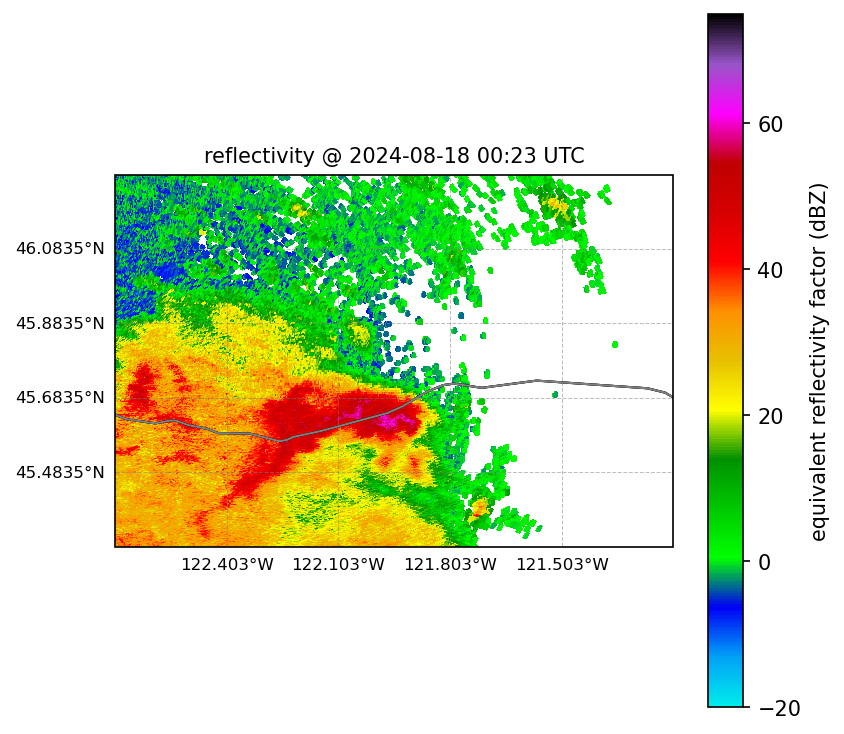 reflectivity @ 2024-08-18 00:23 UTC
46.0835°N
45.8835°N
45.6835°N
45.4835°N
122.403°W 122.103°W 121.803°W 121.503°W
60
40
20
0
−20
equivalent reflectivity factor (dBZ)